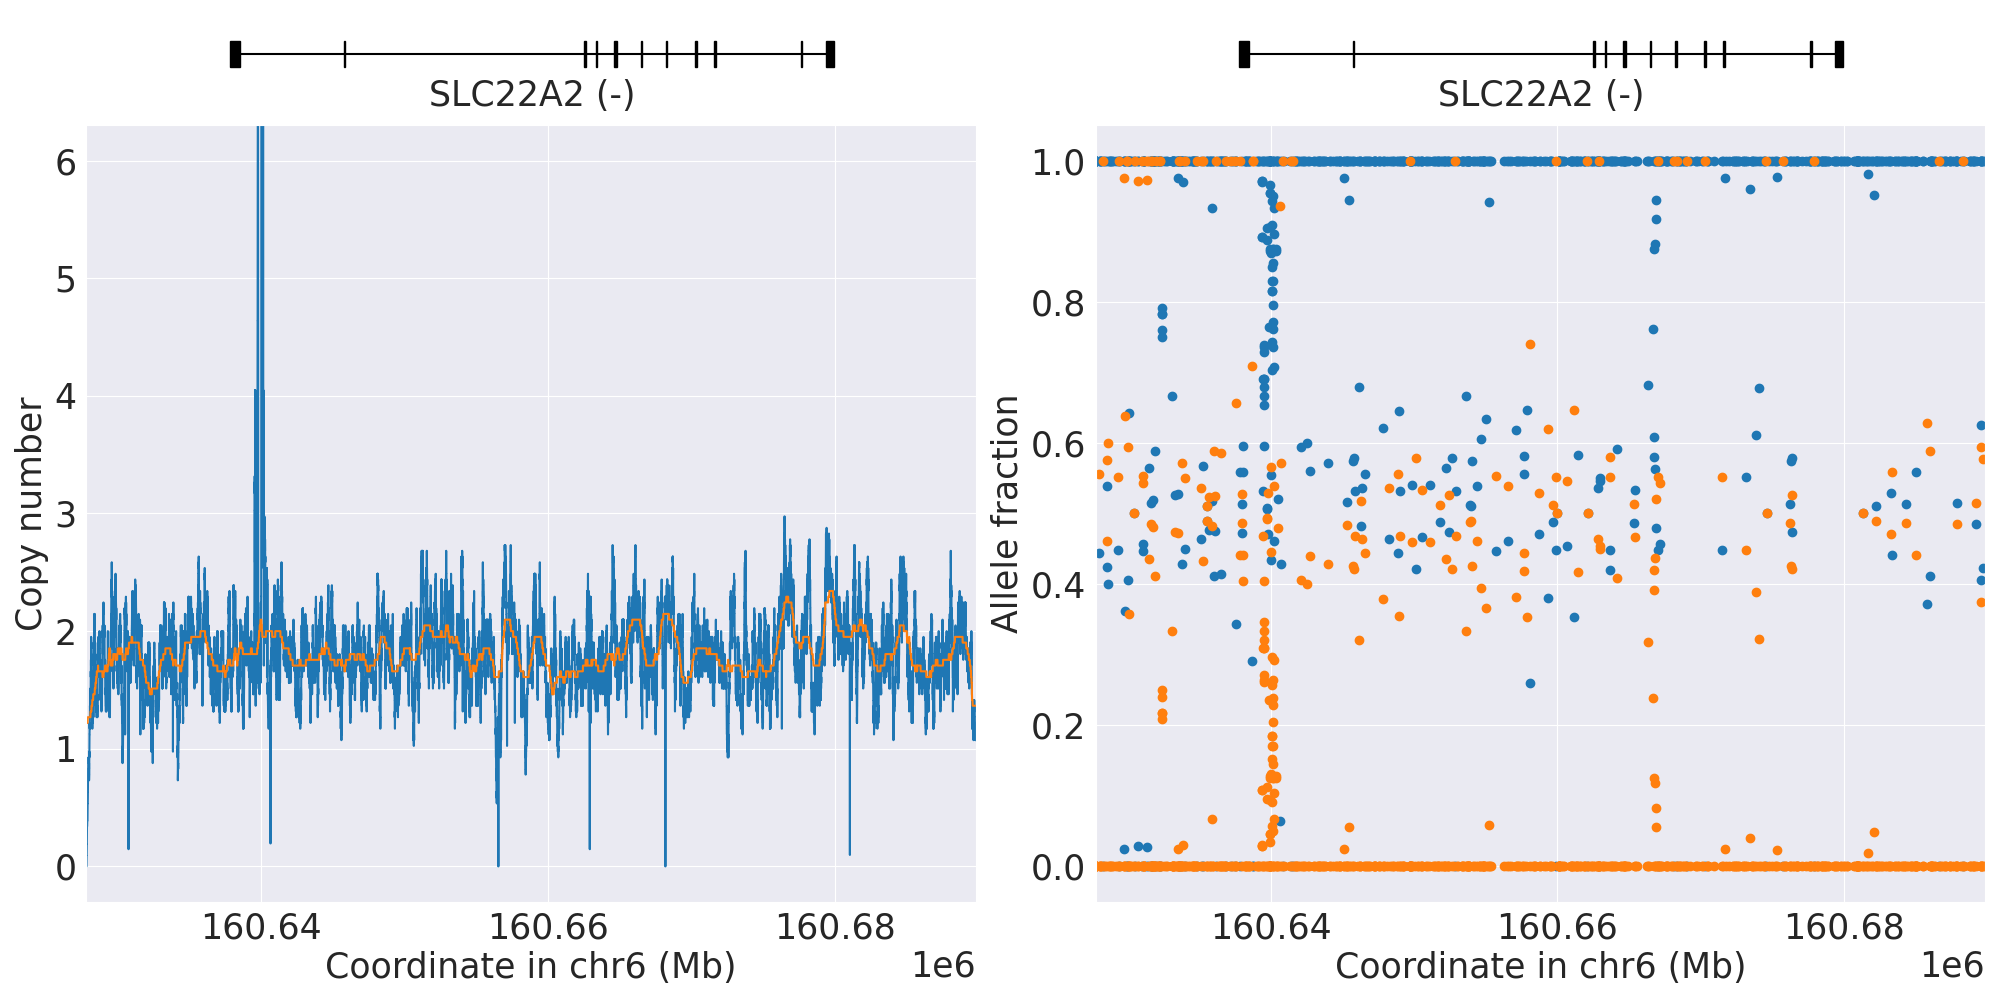 SLC22A2 (-)
SLC22A2 (-)
Copy number
6
5
4
3
2
1
0
160.64
160.66
160.68
Coordinate in chr6 (Mb)
1e6
Allele fraction
1.0
0.8
0.6
0.4
0.2
0.0
160.64
160.66
160.68
Coordinate in chr6 (Mb)
1e6